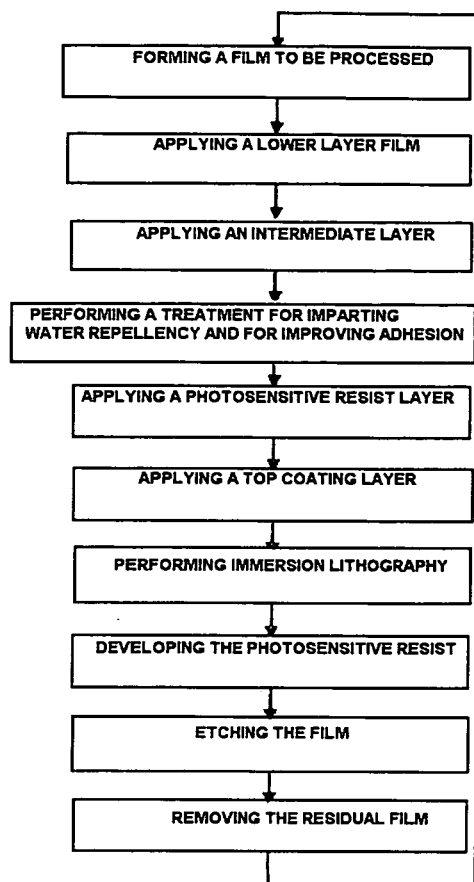 FORMING A FILM TO BE PROCESSED
APPLYING A LOWER LAYER FILM
APPLYING AN INTERMEDIATE LAYER
PERFORMING A TREATMENT FOR IMPARTING
WATER REPELLENCY AND FOR IMPROVING ADHESION
APPLYING A PHOTOSENSITIVE RESIST LAYER
APPLYING A TOP COATING LAYER
PERFORMING IMMERSION LITHOGRAPHY
DEVELOPING THE PHOTOSENSITIVE RESIST
ETCHING THE FILM
REMOVING THE RESIDUAL FILM